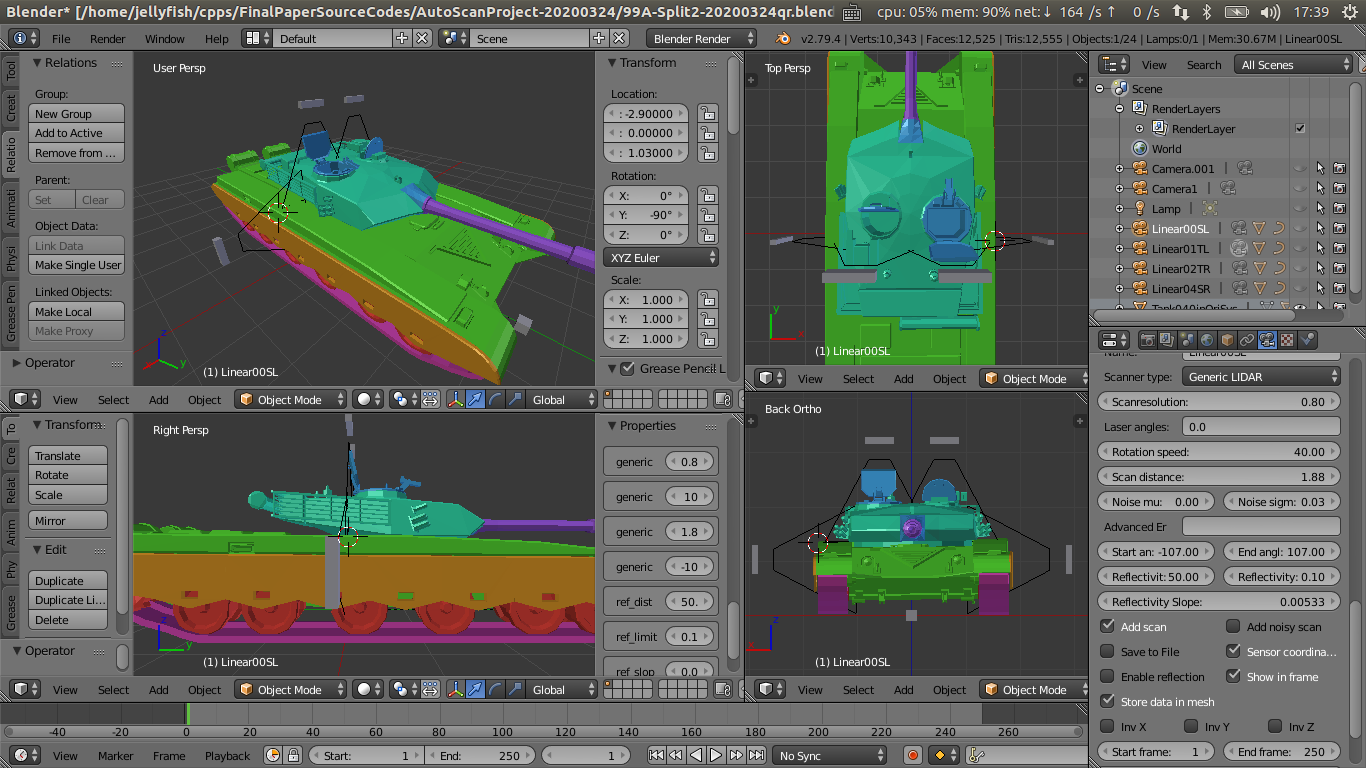 Blender* [/home/jellyfish/cpps/FinalPaperSourceCodes/AutoScanProject-20200324/99A-Split2-20200324qr.blend
cpu: 05% mem: 90% net:↓ 164 /s ↑ 0 /s 17:39
File Render Window Help Default Scene Blender Render v2.79.4 | Verts:10,343 | Faces:12,525 | Tris:12,555 | Objects:1/24 | Lamps:0/1 | Mem:30.67M | Linear00SL
Tool
Creat
Relatio
Animati
Physi
Grease Pen
Relations
Group:
New Group
Add to Active
Remove from ...
Parent:
Set Clear
Object Data:
Link Data
Make Single User
Linked Objects:
Make Local
Make Proxy
Operator
User Persp
z
x
y
(1) Linear00SL
Transform
Location:
: -2.90000
: 0.00000
: 1.03000
Rotation:
X: 0°
Y: -90°
Z: 0°
XYZ Euler
Scale:
X: 1.000
Y: 1.000
Z: 1.000
Grease Pencil L
View Select Add Object Object Mode Global
Top Persp
y
x
(1) Linear00SL
View Select Add Object Mode
View Search All Scenes
Scene
RenderLayers
RenderLayer
World
Camera.001
Camera1
Lamp
Linear00SL
Linear01TL
Linear02TR
Linear04SR
To
Cre
Relat
Anim
Phy
Grease
Transform
Translate
Rotate
Scale
Mirror
Edit
Duplicate
Duplicate Li...
Delete
Operator
Right Persp
z
y
(1) Linear00SL
Properties
generic 0.8
generic 10
generic 1.8
generic -10
ref_dist 50.
ref_limit 0.1
ref_slop 0.0
View Select Add Object Object Mode Global
Back Ortho
z
x
(1) Linear00SL
View Select Add Object Mode
Scanner type: Generic LIDAR
Scanresolution: 0.80
Laser angles: 0.0
Rotation speed: 40.00
Scan distance: 1.88
Noise mu: 0.00 Noise sigm: 0.03
Advanced Er
Start an: -107.00 End angl: 107.00
Reflectivit: 50.00 Reflectivity: 0.10
Reflectivity Slope: 0.00533
Add scan Add noisy scan
Save to File Sensor coordina...
Enable reflection Show in frame
Store data in mesh
Inv X Inv Y Inv Z
Start frame: 1 End frame: 250
-40 -20 0 20 40 60 80 100 120 140 160 180 200 220 240 260
View Marker Frame Playback Start: 1 End: 250 1 No Sync